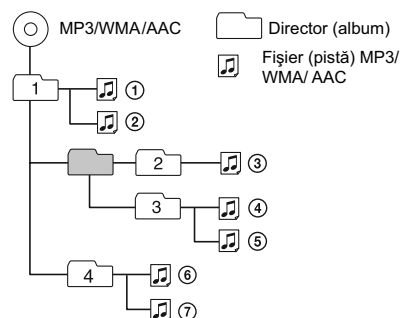 MP3/WMA/AAC
Director (album)
Fişier (pistă) MP3/
WMA/ AAC
1
①
②
2
③
3
④
⑤
4
⑥
⑦